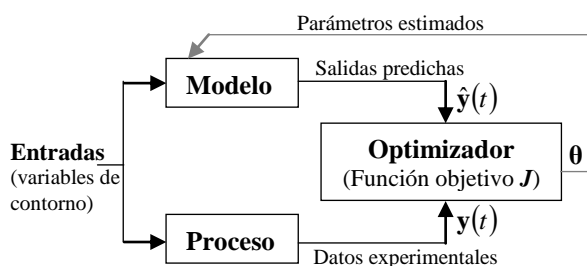 Parámetros estimados
Modelo
Salidas predichas
ŷ(t)
Entradas
(variables de
contorno)
Optimizador
(Función objetivo J)
θ
y(t)
Proceso
Datos experimentales